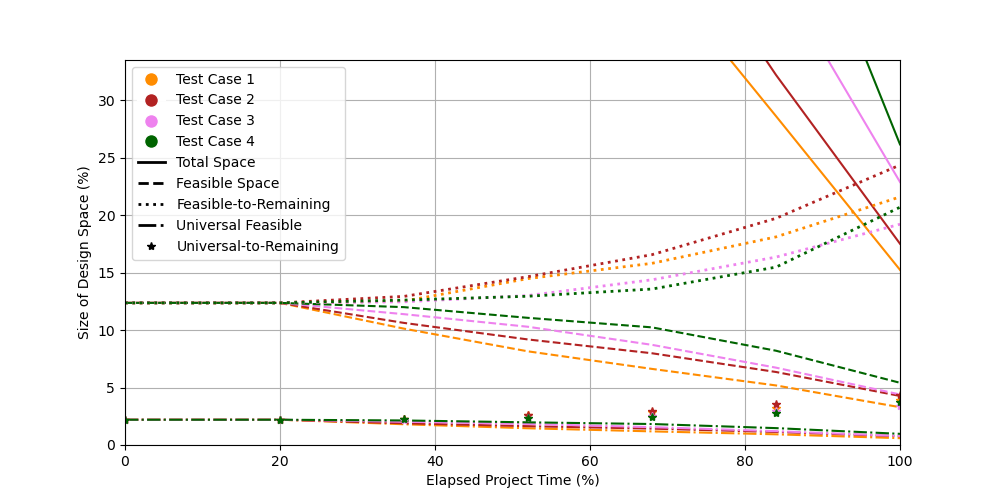 30
25
20
15
10
5
0
Size of Design Space (%)
Test Case 1
Test Case 2
Test Case 3
Test Case 4
Total Space
Feasible Space
Feasible-to-Remaining
Universal Feasible
Universal-to-Remaining
0 20 40 60 80 100
Elapsed Project Time (%)